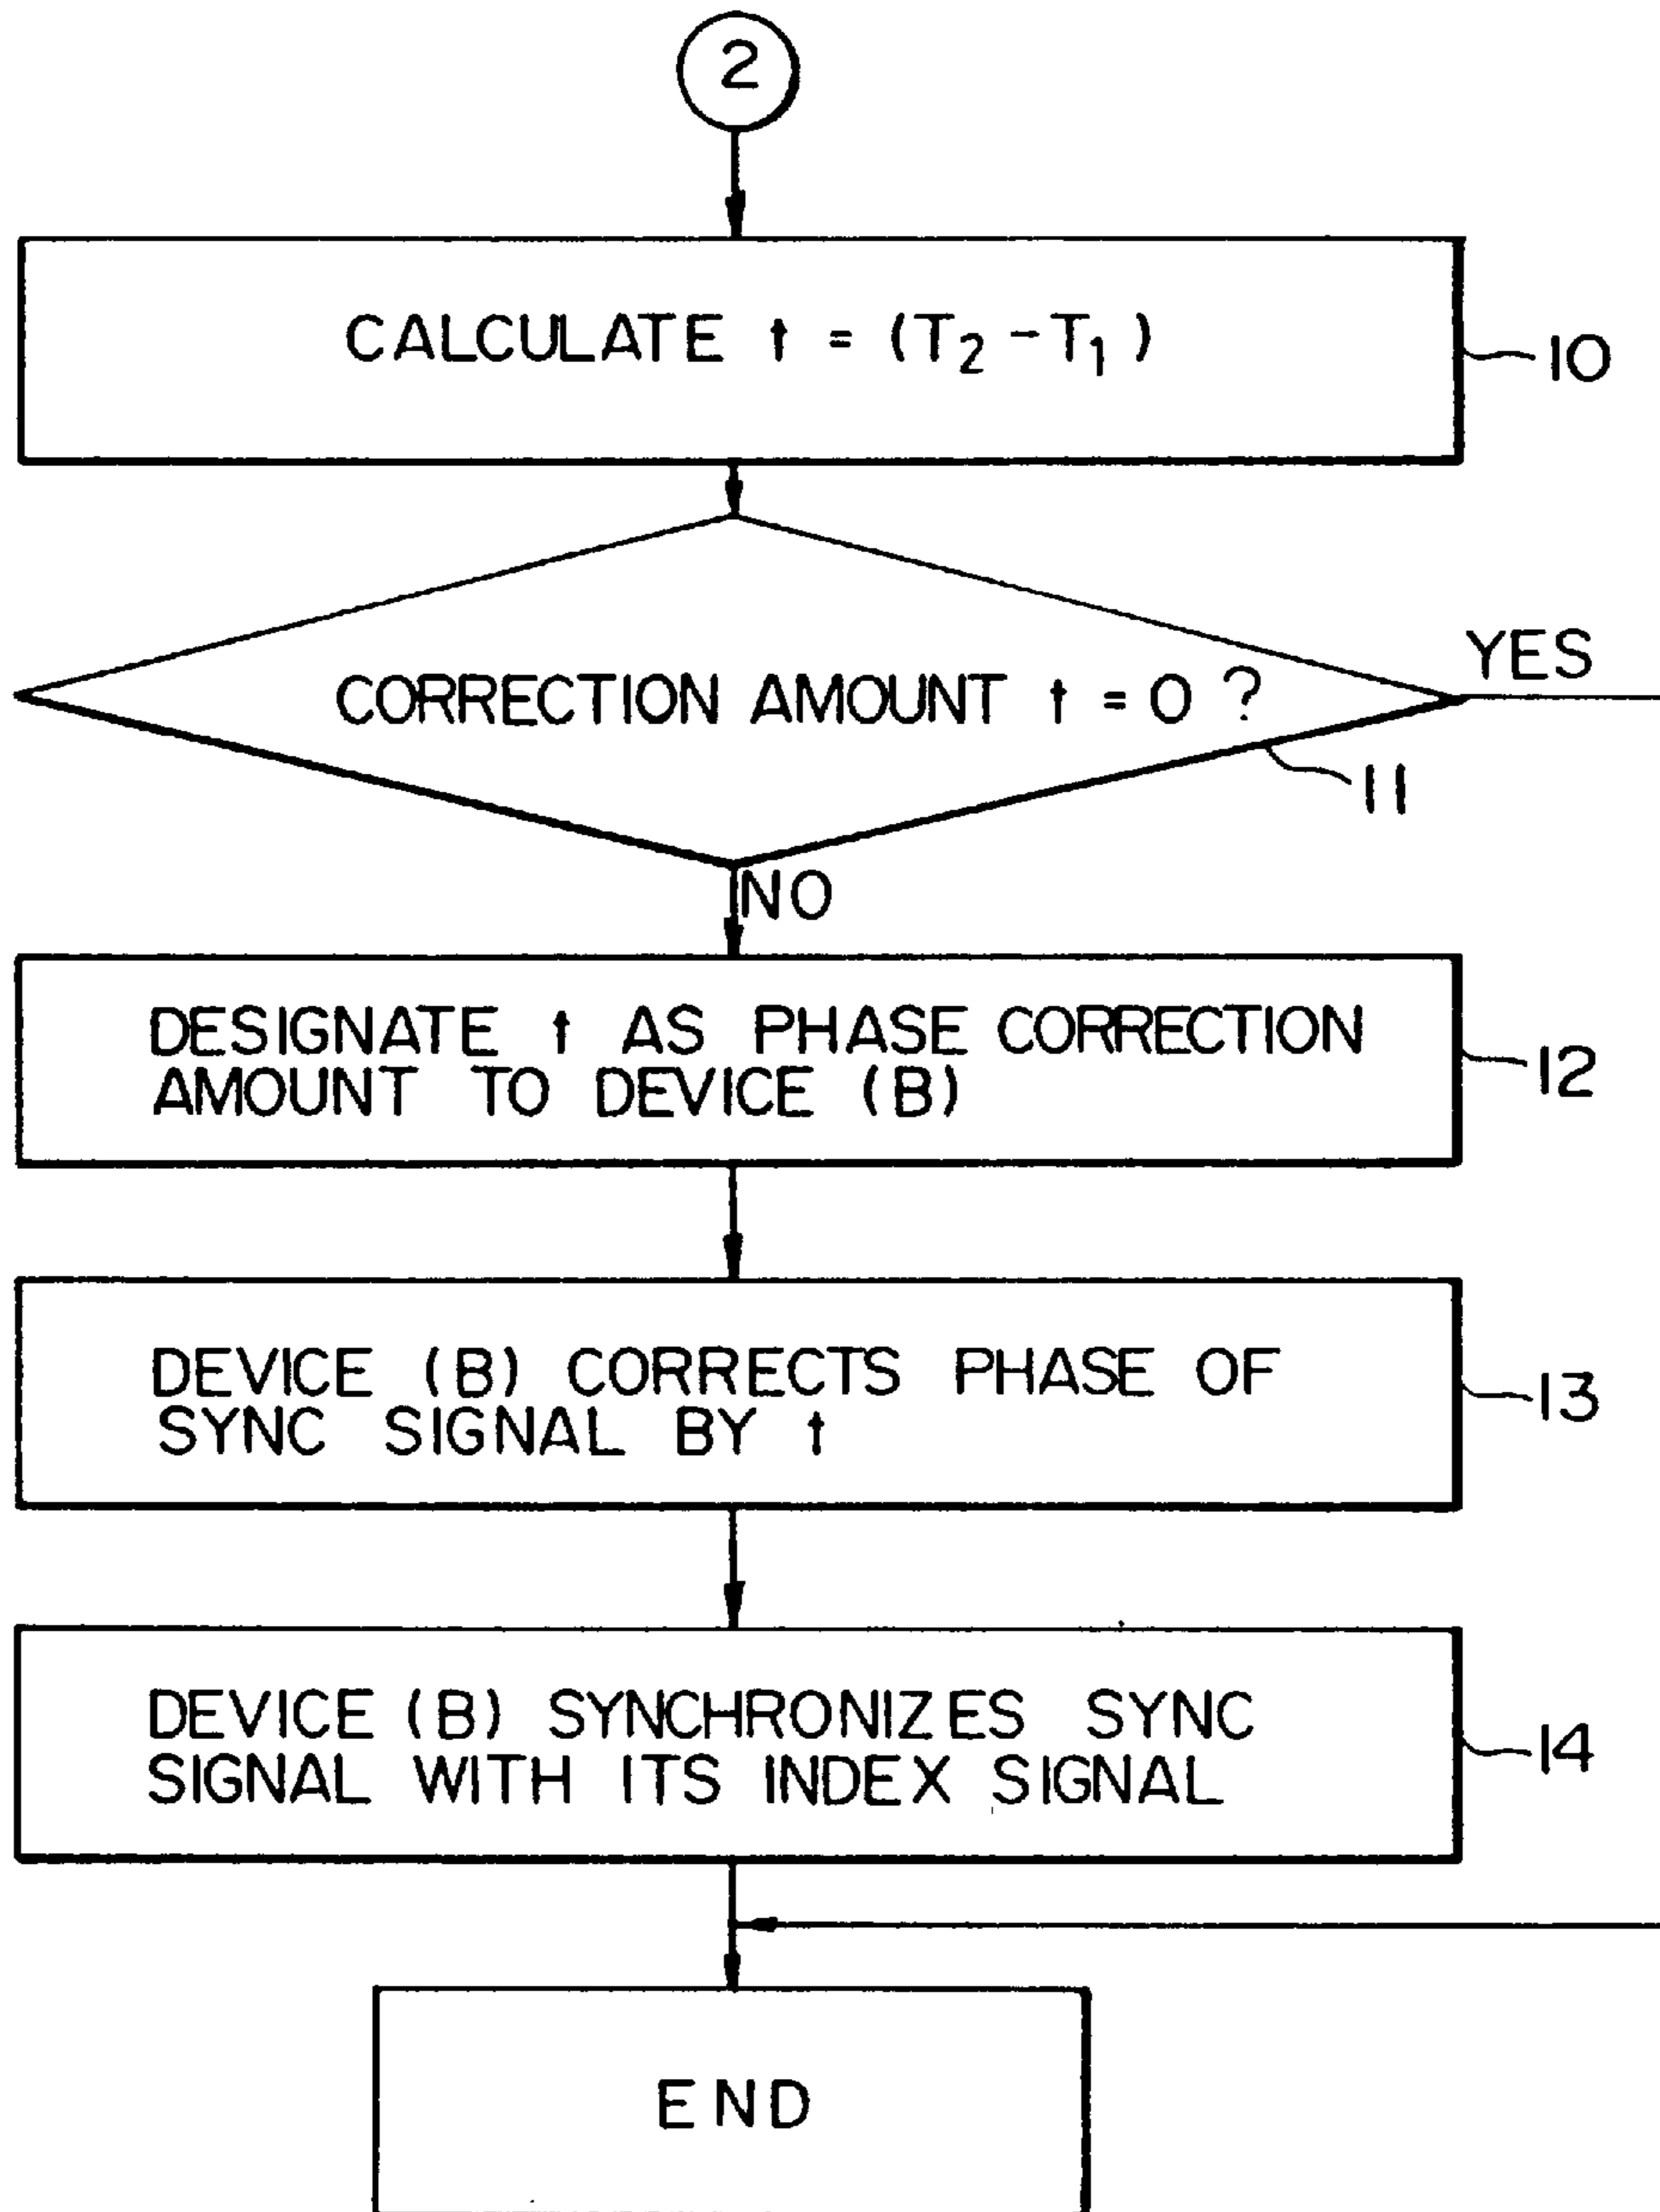 2
CALCULATE t = (T₂ - T₁)
10
YES
CORRECTION AMOUNT t = 0 ?
11
NO
DESIGNATE t AS PHASE CORRECTION
AMOUNT TO DEVICE (B)
12
DEVICE (B) CORRECTS PHASE OF
SYNC SIGNAL BY t
13
DEVICE (B) SYNCHRONIZES SYNC
SIGNAL WITH ITS INDEX SIGNAL
14
END